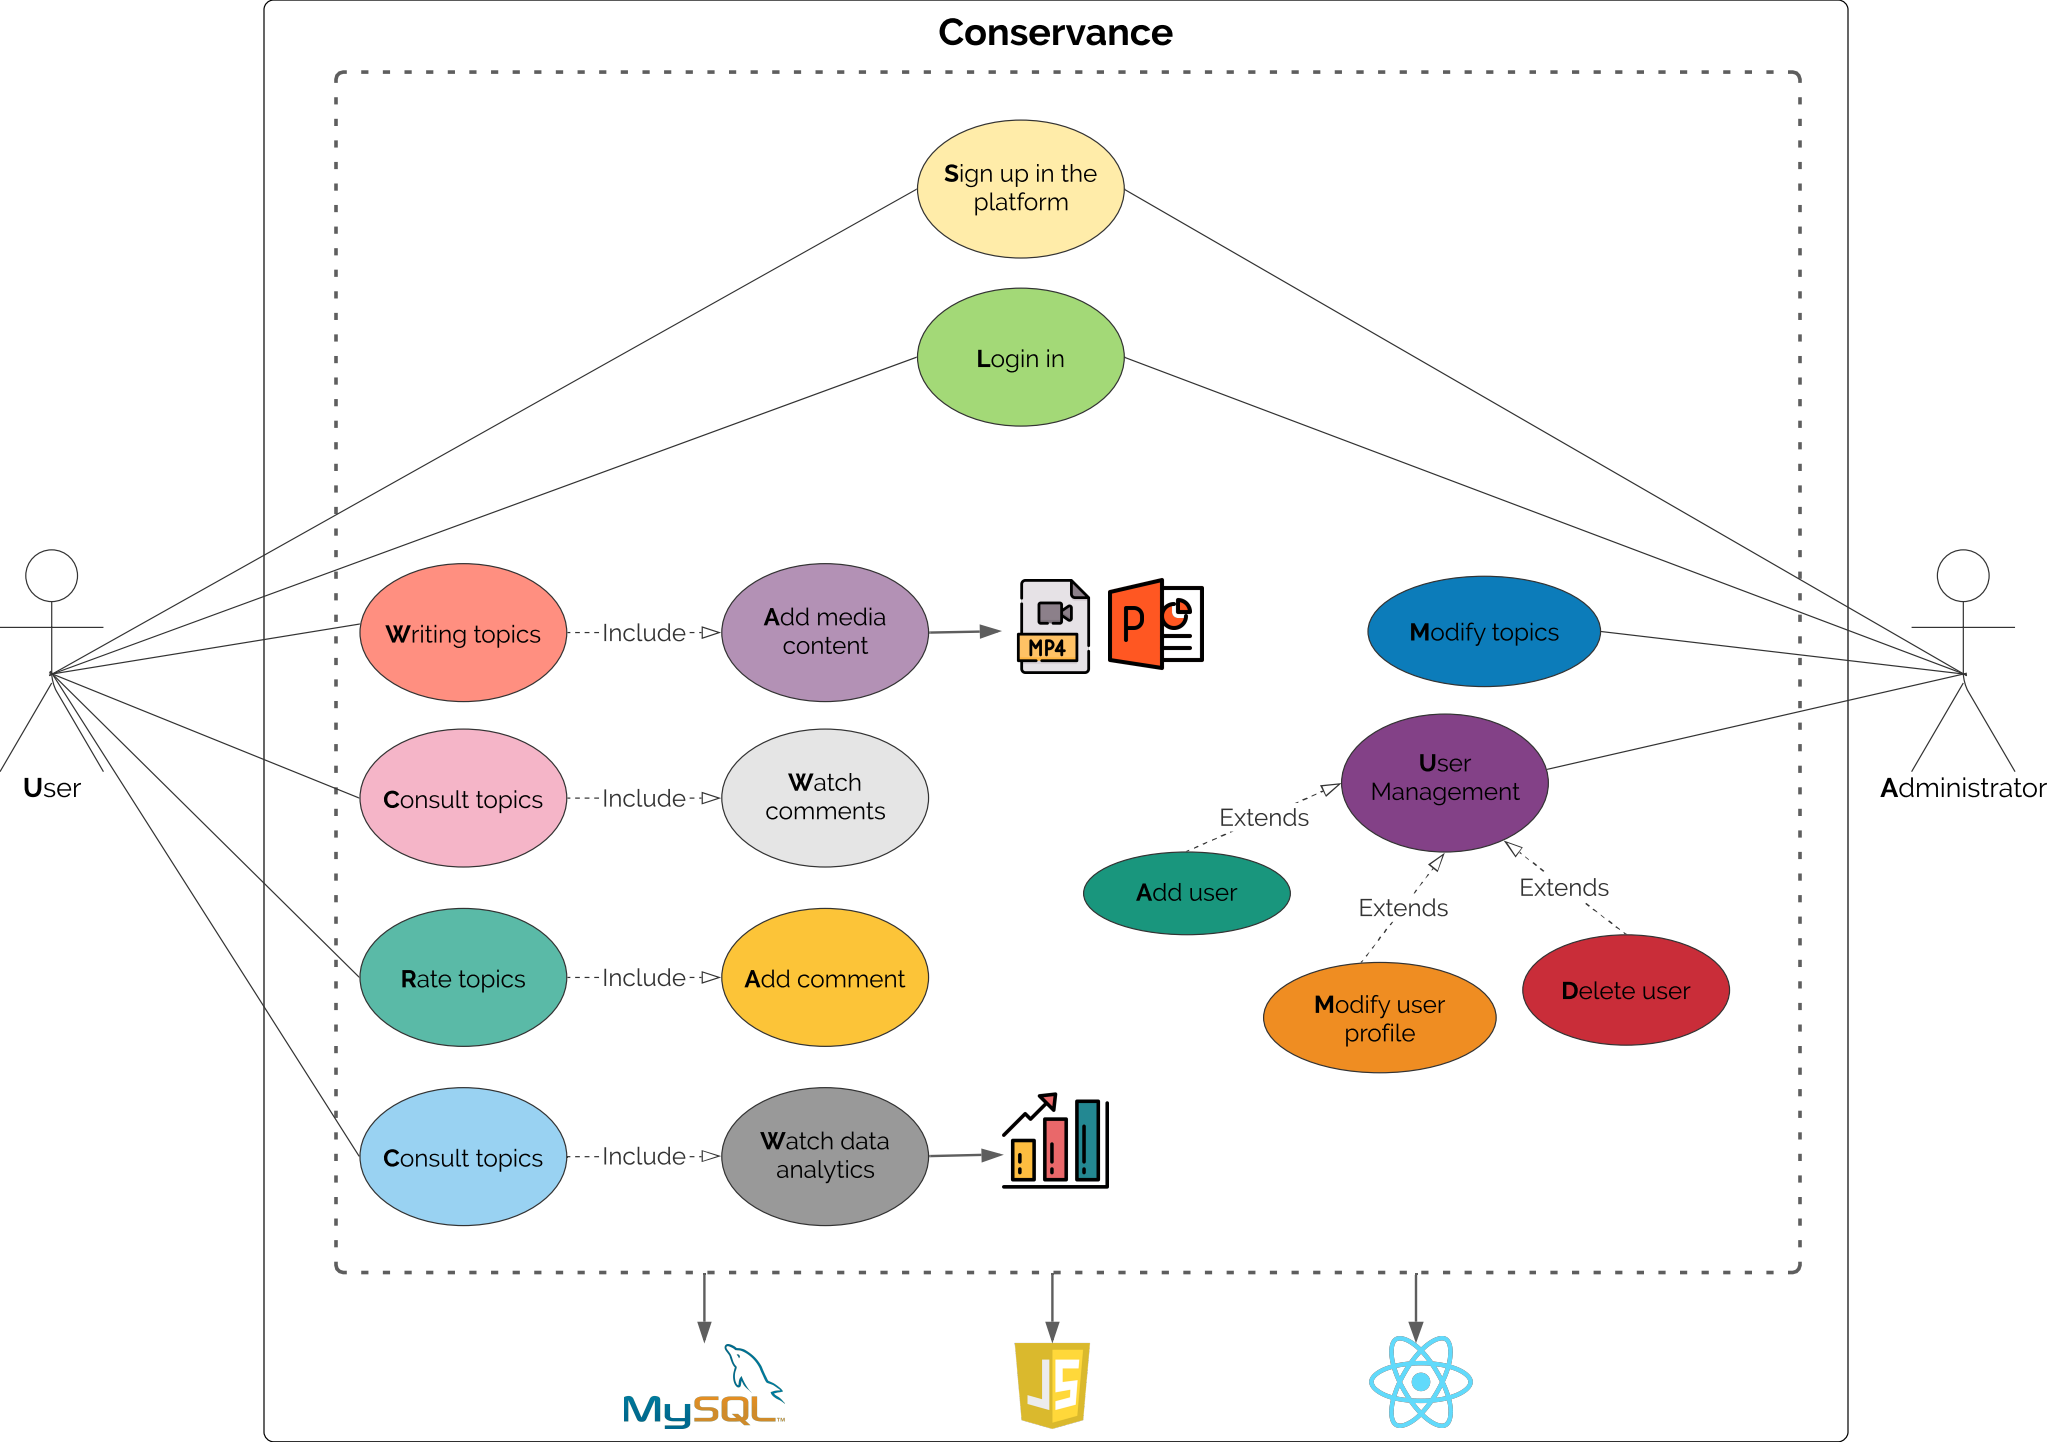 Conservance
Sign up in the
platform
Login in
Writing topics
Include
Add media
content
MP4
P
Modify topics
User
Administrator
Consult topics
Include
Watch
comments
User
Management
Extends
Add user
Extends
Extends
Modify user
profile
Delete user
Rate topics
Include
Add comment
Consult topics
Include
Watch data
analytics
MySQL™
JS